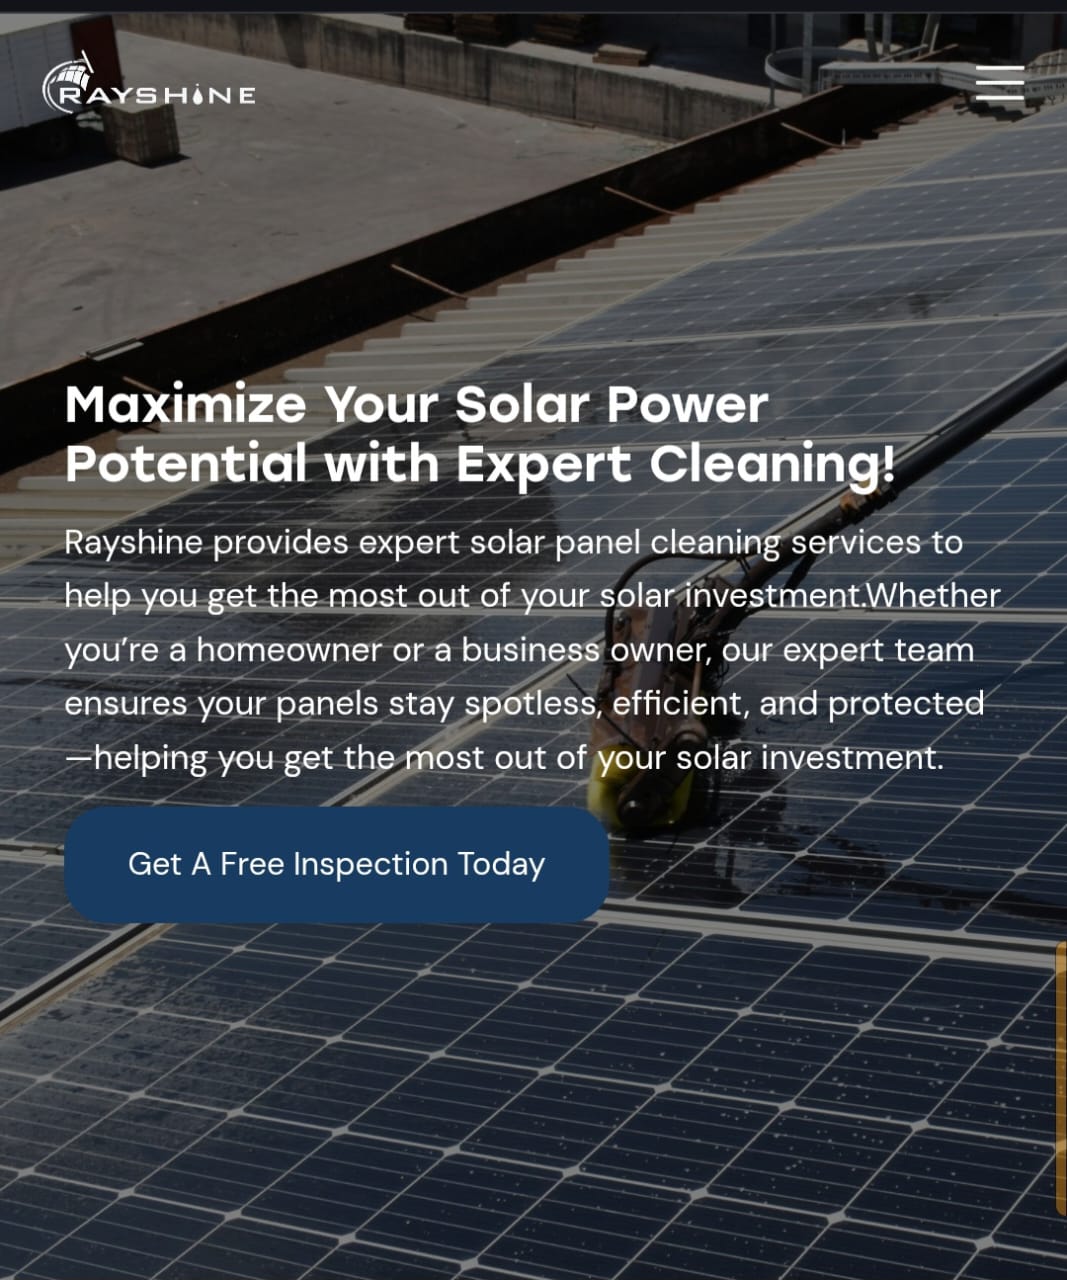 RAYSHINE
Maximize Your Solar Power
Potential with Expert Cleaning!
Rayshine provides expert solar panel cleaning services to
help you get the most out of your solar investment.Whether
you’re a homeowner or a business owner, our expert team
ensures your panels stay spotless, efficient, and protected
—helping you get the most out of your solar investment.
Get A Free Inspection Today